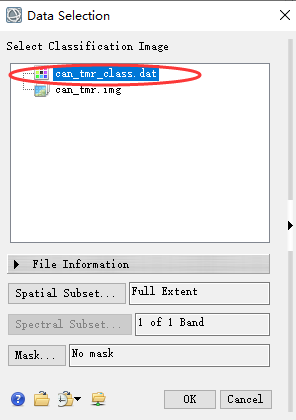 Data Selection
Select Classification Image
can_tmr_class.dat
can_tmr.img
File Information
Spatial Subset... Full Extent
Spectral Subset... 1 of 1 Band
Mask... No mask
OK Cancel